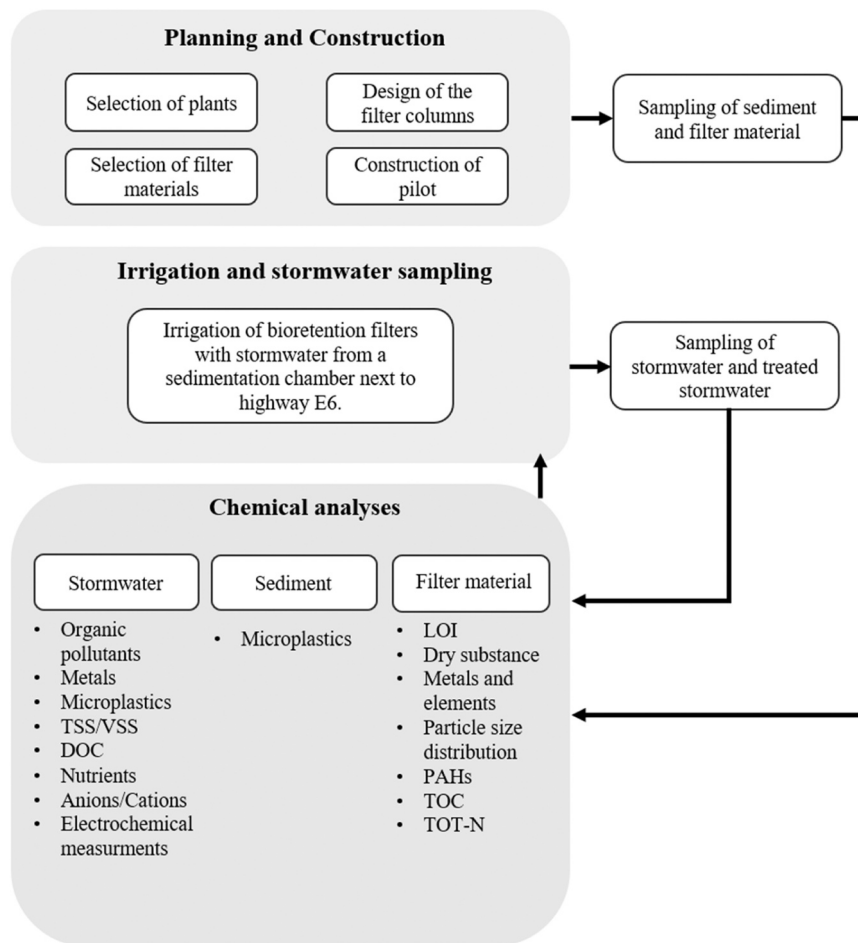 Planning and Construction
Selection of plants
Design of the
filter columns
Selection of filter
materials
Construction of
pilot
Sampling of sediment
and filter material
Irrigation and stormwater sampling
Irrigation of bioretention filters
with stormwater from a
sedimentation chamber next to
highway E6.
Sampling of
stormwater and treated
stormwater
Chemical analyses
Stormwater
• Organic
pollutants
• Metals
• Microplastics
• TSS/VSS
• DOC
• Nutrients
• Anions/Cations
• Electrochemical
measurments
Sediment
• Microplastics
Filter material
• LOI
• Dry substance
• Metals and
elements
• Particle size
distribution
• PAHs
• TOC
• TOT-N